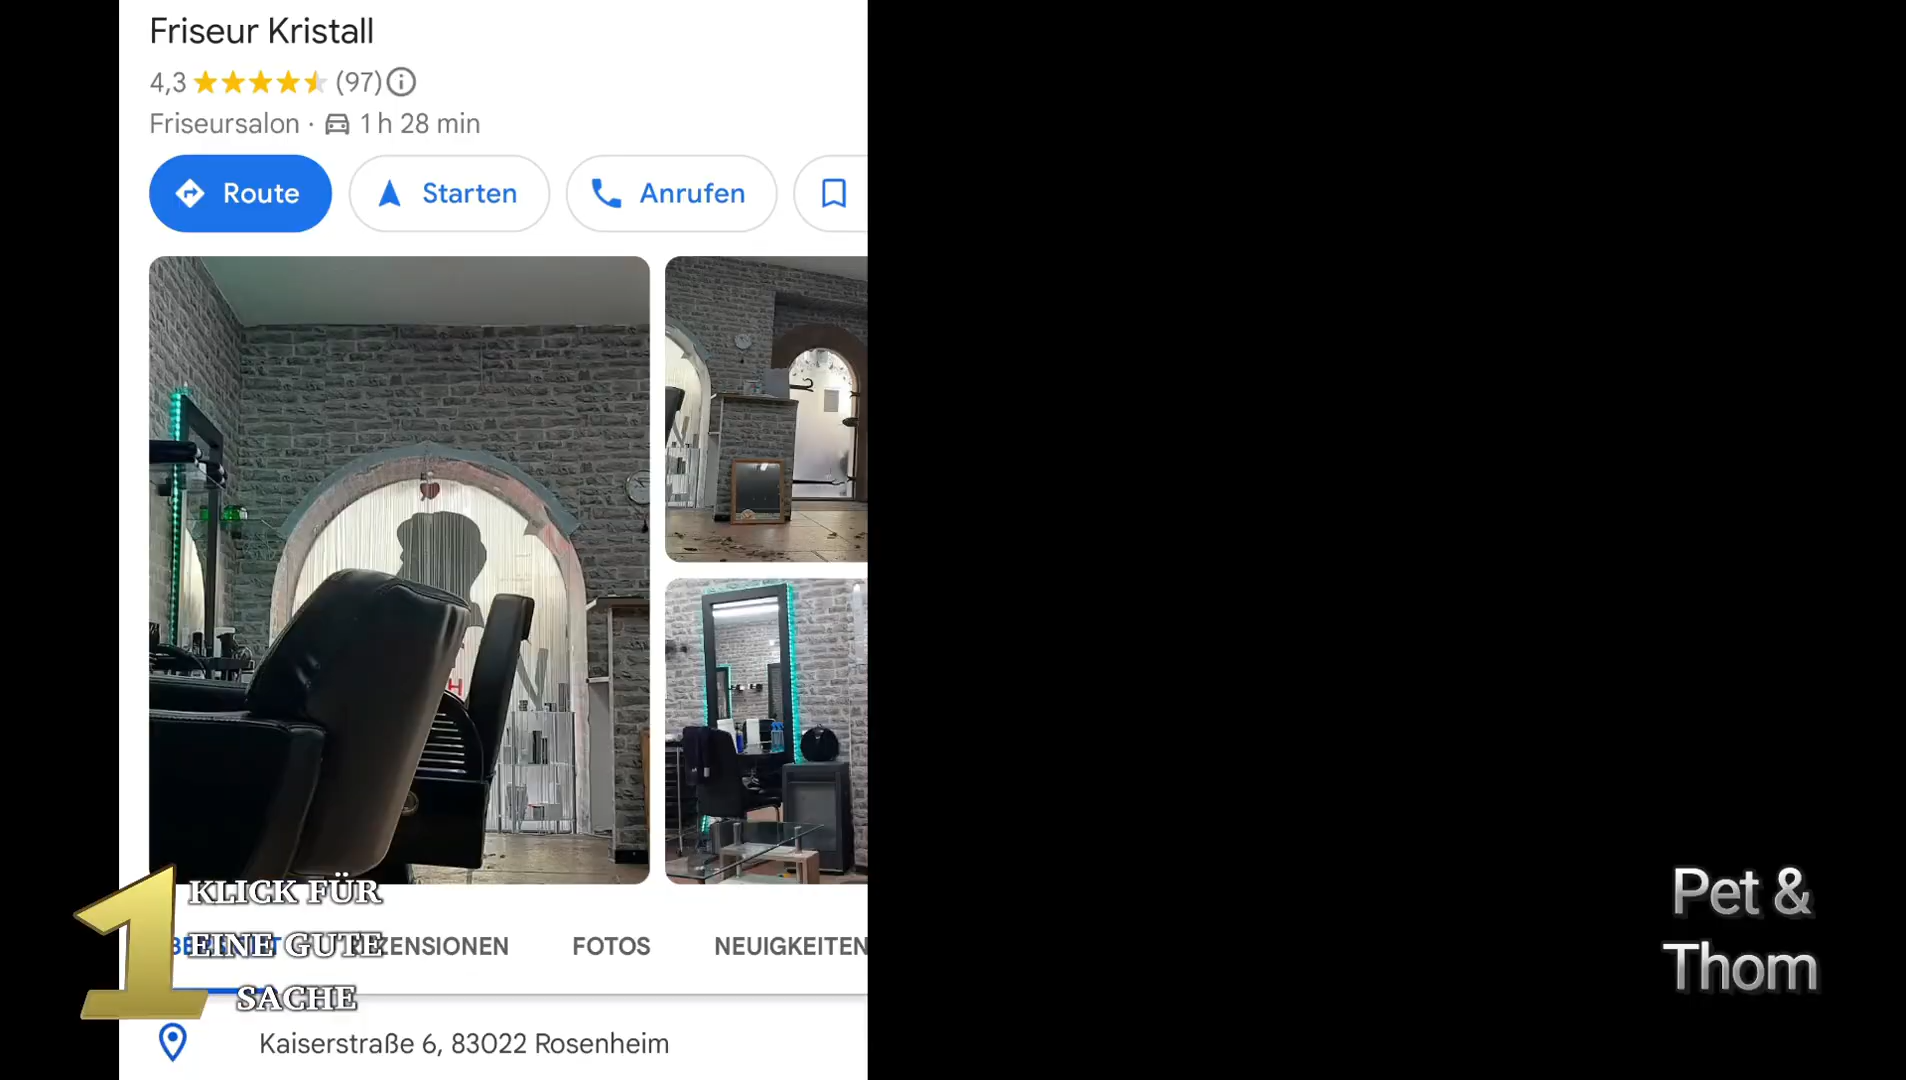 Friseur Kristall
4,3 (97)
Friseursalon · 1 h 28 min
Route
Starten
Anrufen
1 KLICK FÜR
EINE GUTE
SACHE
FOTOS
NEUIGKEITEN
Kaiserstraße 6, 83022 Rosenheim
Pet &
Thom